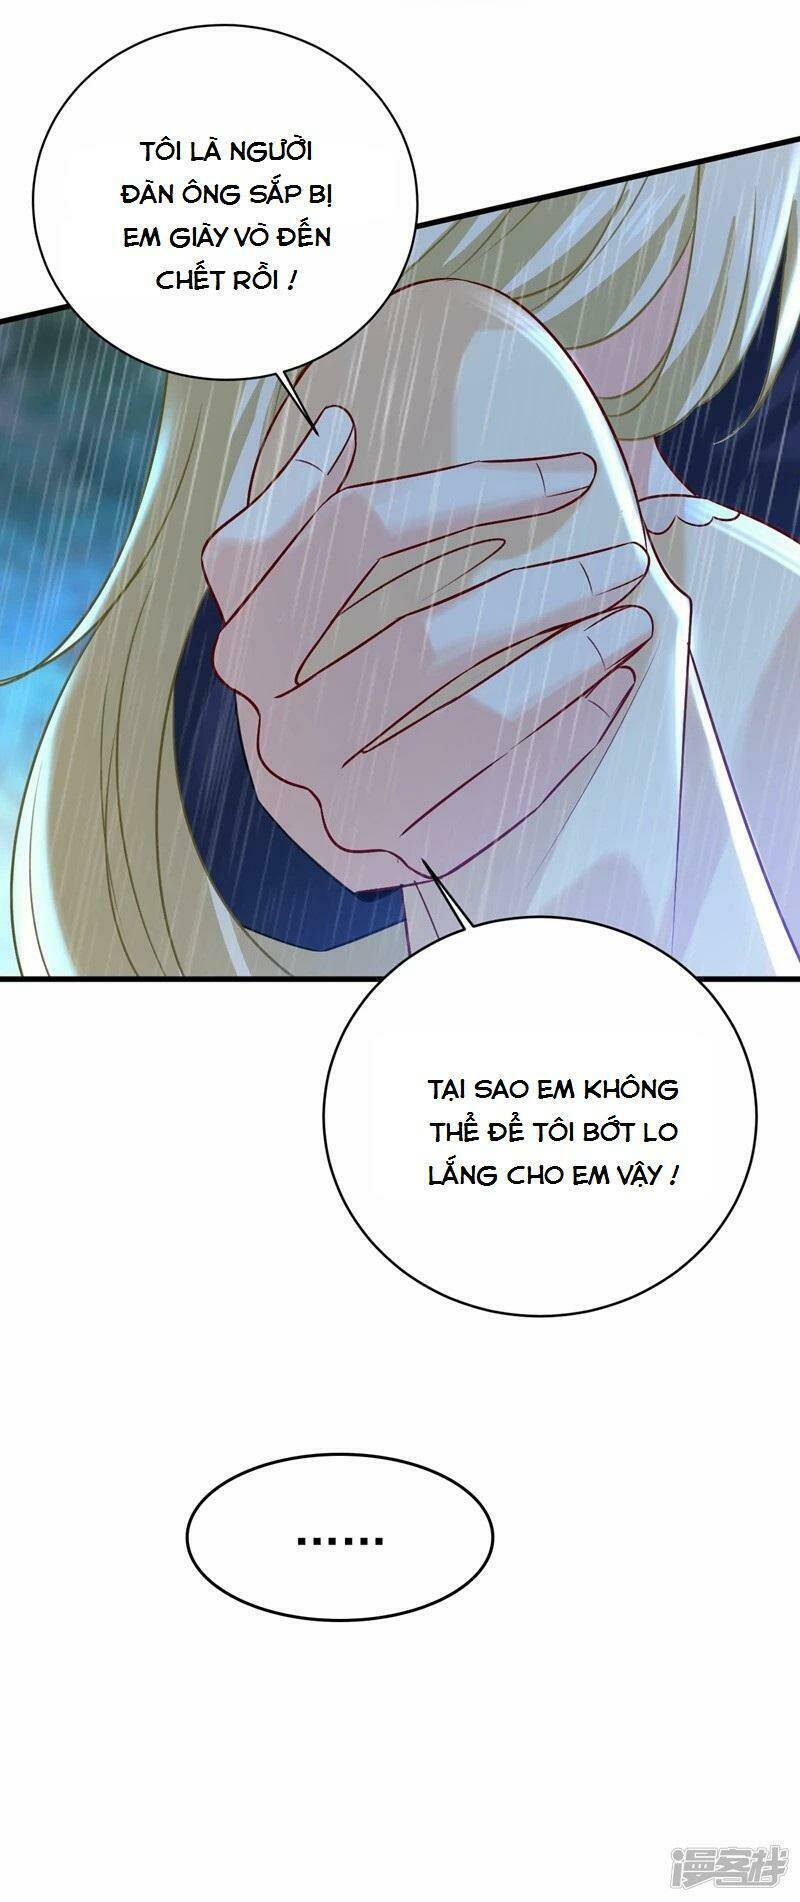 TÔI LÀ NGƯỜI
ĐÀN ÔNG SẮP BỊ
EM GIÀY VÒ ĐẾN
CHẾT RỒI !
TẠI SAO EM KHÔNG
THỂ ĐỂ TÔI BỚT LO
LẮNG CHO EM VẬY !
......
漫客栈